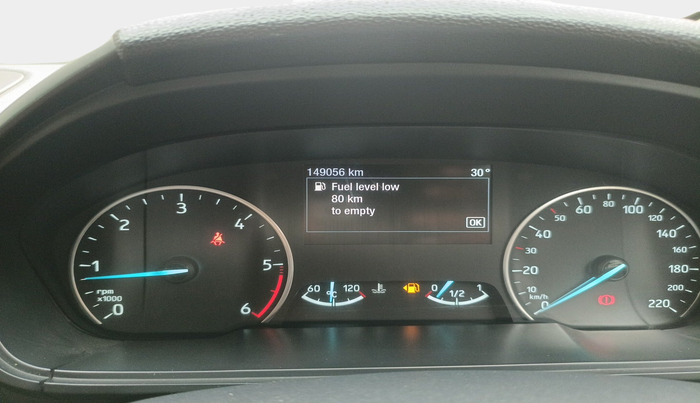 149056 km 30°
Fuel level low
80 km
to empty
OK
0 1 2 3 4 5 6
rpm
x1000
60 °C 120
0 1/2 1
0 10 20 30 40 50 60 80 100 120 140 160 180 200 220
km/h